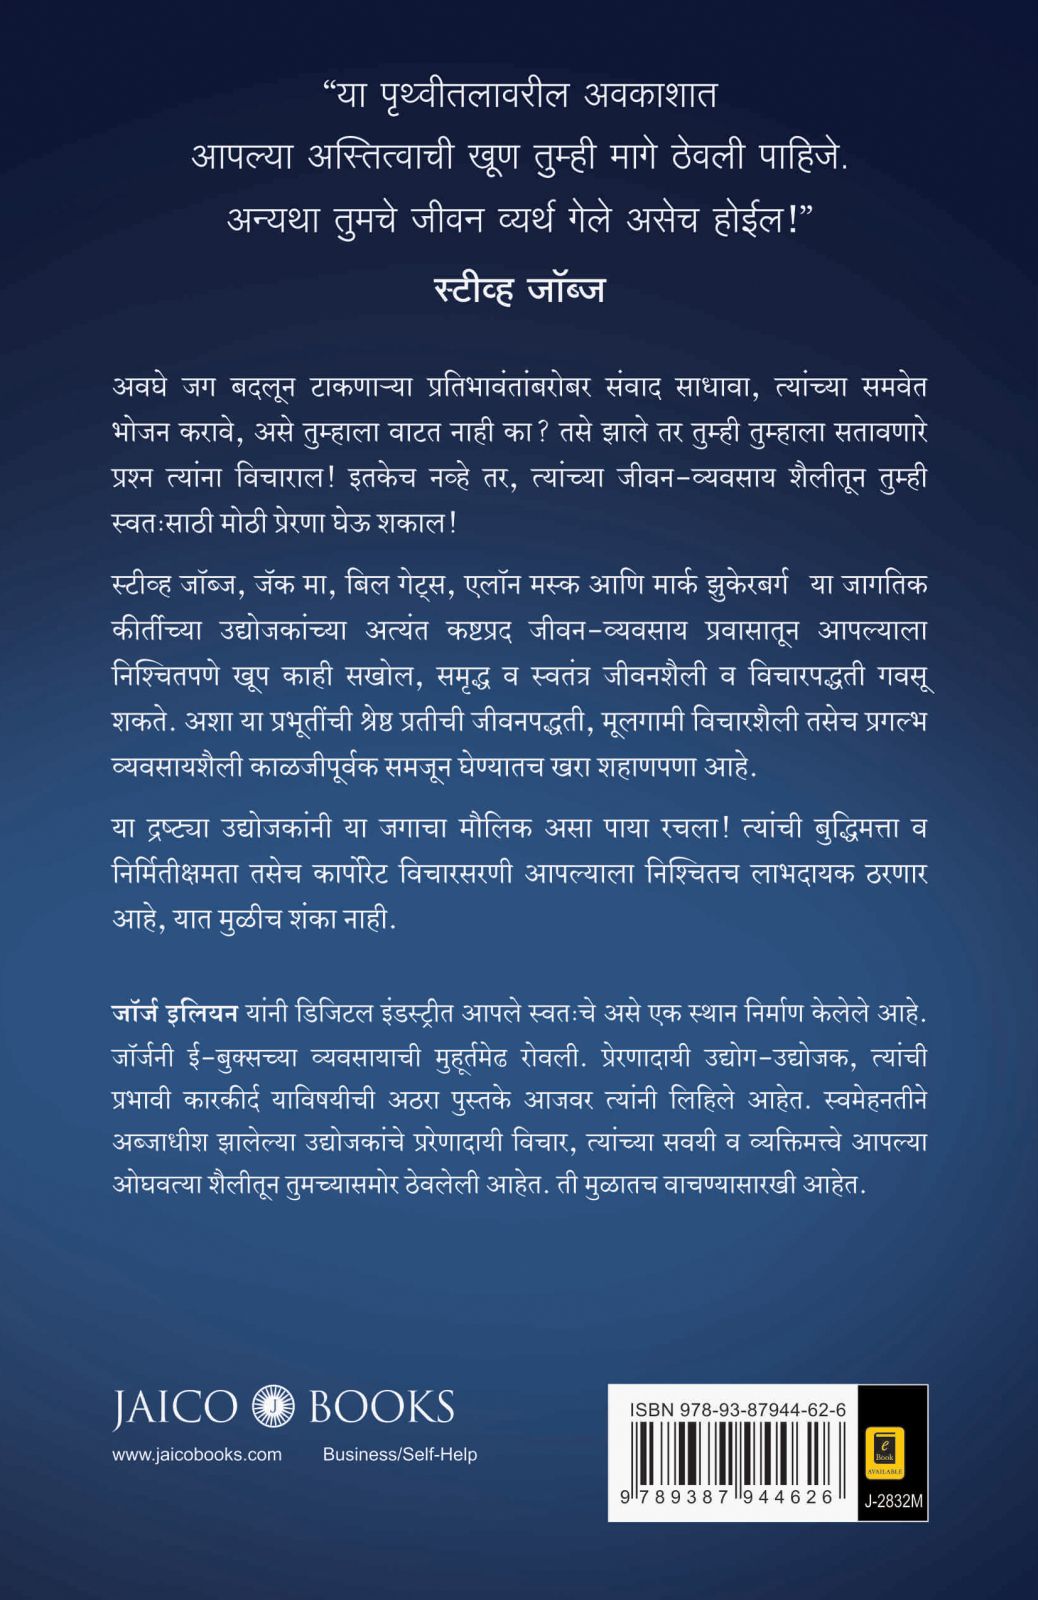 “या पृथ्वीतलावरील अवकाशात
आपल्या अस्तित्वाची खूण तुम्ही मागे ठेवली पाहिजे.
अन्यथा तुमचे जीवन व्यर्थ गेले असेच होईल!”
स्टीव्ह जॉब्ज
अवघे जग बदलून टाकणाऱ्या प्रतिभावंतांबरोबर संवाद साधावा, त्यांच्या समवेत
भोजन करावे, असे तुम्हाला वाटत नाही का? तसे झाले तर तुम्ही तुम्हाला सतावणारे
प्रश्न त्यांना विचाराल! इतकेच नव्हे तर, त्यांच्या जीवन-व्यवसाय शैलीतून तुम्ही
स्वतःसाठी मोठी प्रेरणा घेऊ शकाल!
स्टीव्ह जॉब्ज, जॅक मा, बिल गेट्स, एलॉन मस्क आणि मार्क झुकेरबर्ग या जागतिक
कीर्तीच्या उद्योजकांच्या अत्यंत कष्टप्रद जीवन-व्यवसाय प्रवासातून आपल्याला
निश्चितपणे खूप काही सखोल, समृद्ध व स्वतंत्र जीवनशैली व विचारपद्धती गवसू
शकते. अशा या प्रभूतींची श्रेष्ठ प्रतीची जीवनपद्धती, मूलगामी विचारशैली तसेच प्रगल्भ
व्यवसायशैली काळजीपूर्वक समजून घेण्यातच खरा शहाणपणा आहे.
या द्रष्ट्या उद्योजकांनी या जगाचा मौलिक असा पाया रचला! त्यांची बुद्धिमत्ता व
निर्मितीक्षमता तसेच कार्पोरेट विचारसरणी आपल्याला निश्चितच लाभदायक ठरणार
आहे, यात मुळीच शंका नाही.
जॉर्ज इलियन यांनी डिजिटल इंडस्ट्रीत आपले स्वतःचे असे एक स्थान निर्माण केलेले आहे.
जॉर्जनी ई-बुक्सच्या व्यवसायाची मुहूर्तमेढ रोवली. प्रेरणादायी उद्योग-उद्योजक, त्यांची
प्रभावी कारकीर्द याविषयीची अठरा पुस्तके आजवर त्यांनी लिहिले आहेत. स्वमेहनतीने
अब्जाधीश झालेल्या उद्योजकांचे प्ररेणादायी विचार, त्यांच्या सवयी व व्यक्तिमत्त्वे आपल्या
ओघवत्या शैलीतून तुमच्यासमोर ठेवलेली आहेत. ती मुळातच वाचण्यासारखी आहेत.
JAICO J BOOKS
www.jaicobooks.com Business/Self-Help
ISBN 978-93-87944-62-6
9 789387 944626
e
Book
AVAILABLE
J-2832M